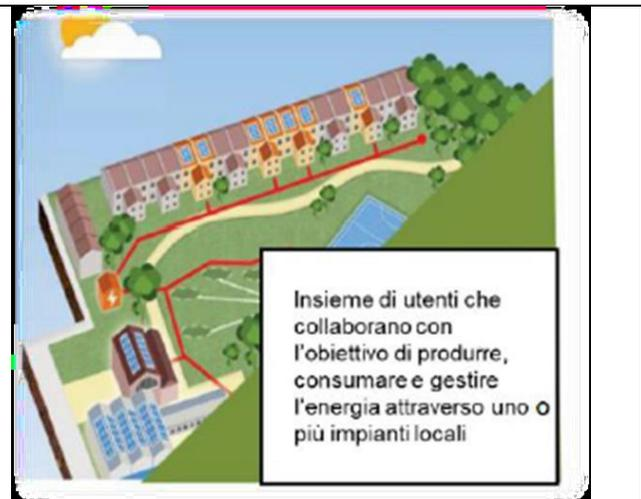 Insieme di utenti che
collaborano con
l'obiettivo di produrre,
consumare e gestire
l'energia attraverso uno o
più impianti locali